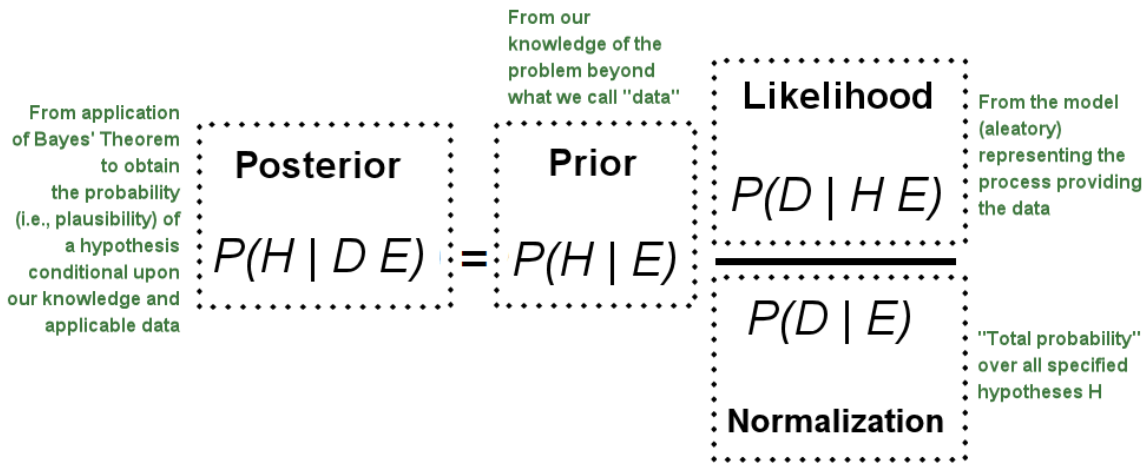 From application
of Bayes' Theorem
to obtain
the probability
(i.e., plausibility) of
a hypothesis
conditional upon
our knowledge and
applicable data
Posterior
P(H | D E)
=
From our
knowledge of the
problem beyond
what we call "data"
Prior
P(H | E)
Likelihood
P(D | H E)
From the model
(aleatory)
representing the
process providing
the data
P(D | E)
Normalization
"Total probability"
over all specified
hypotheses H